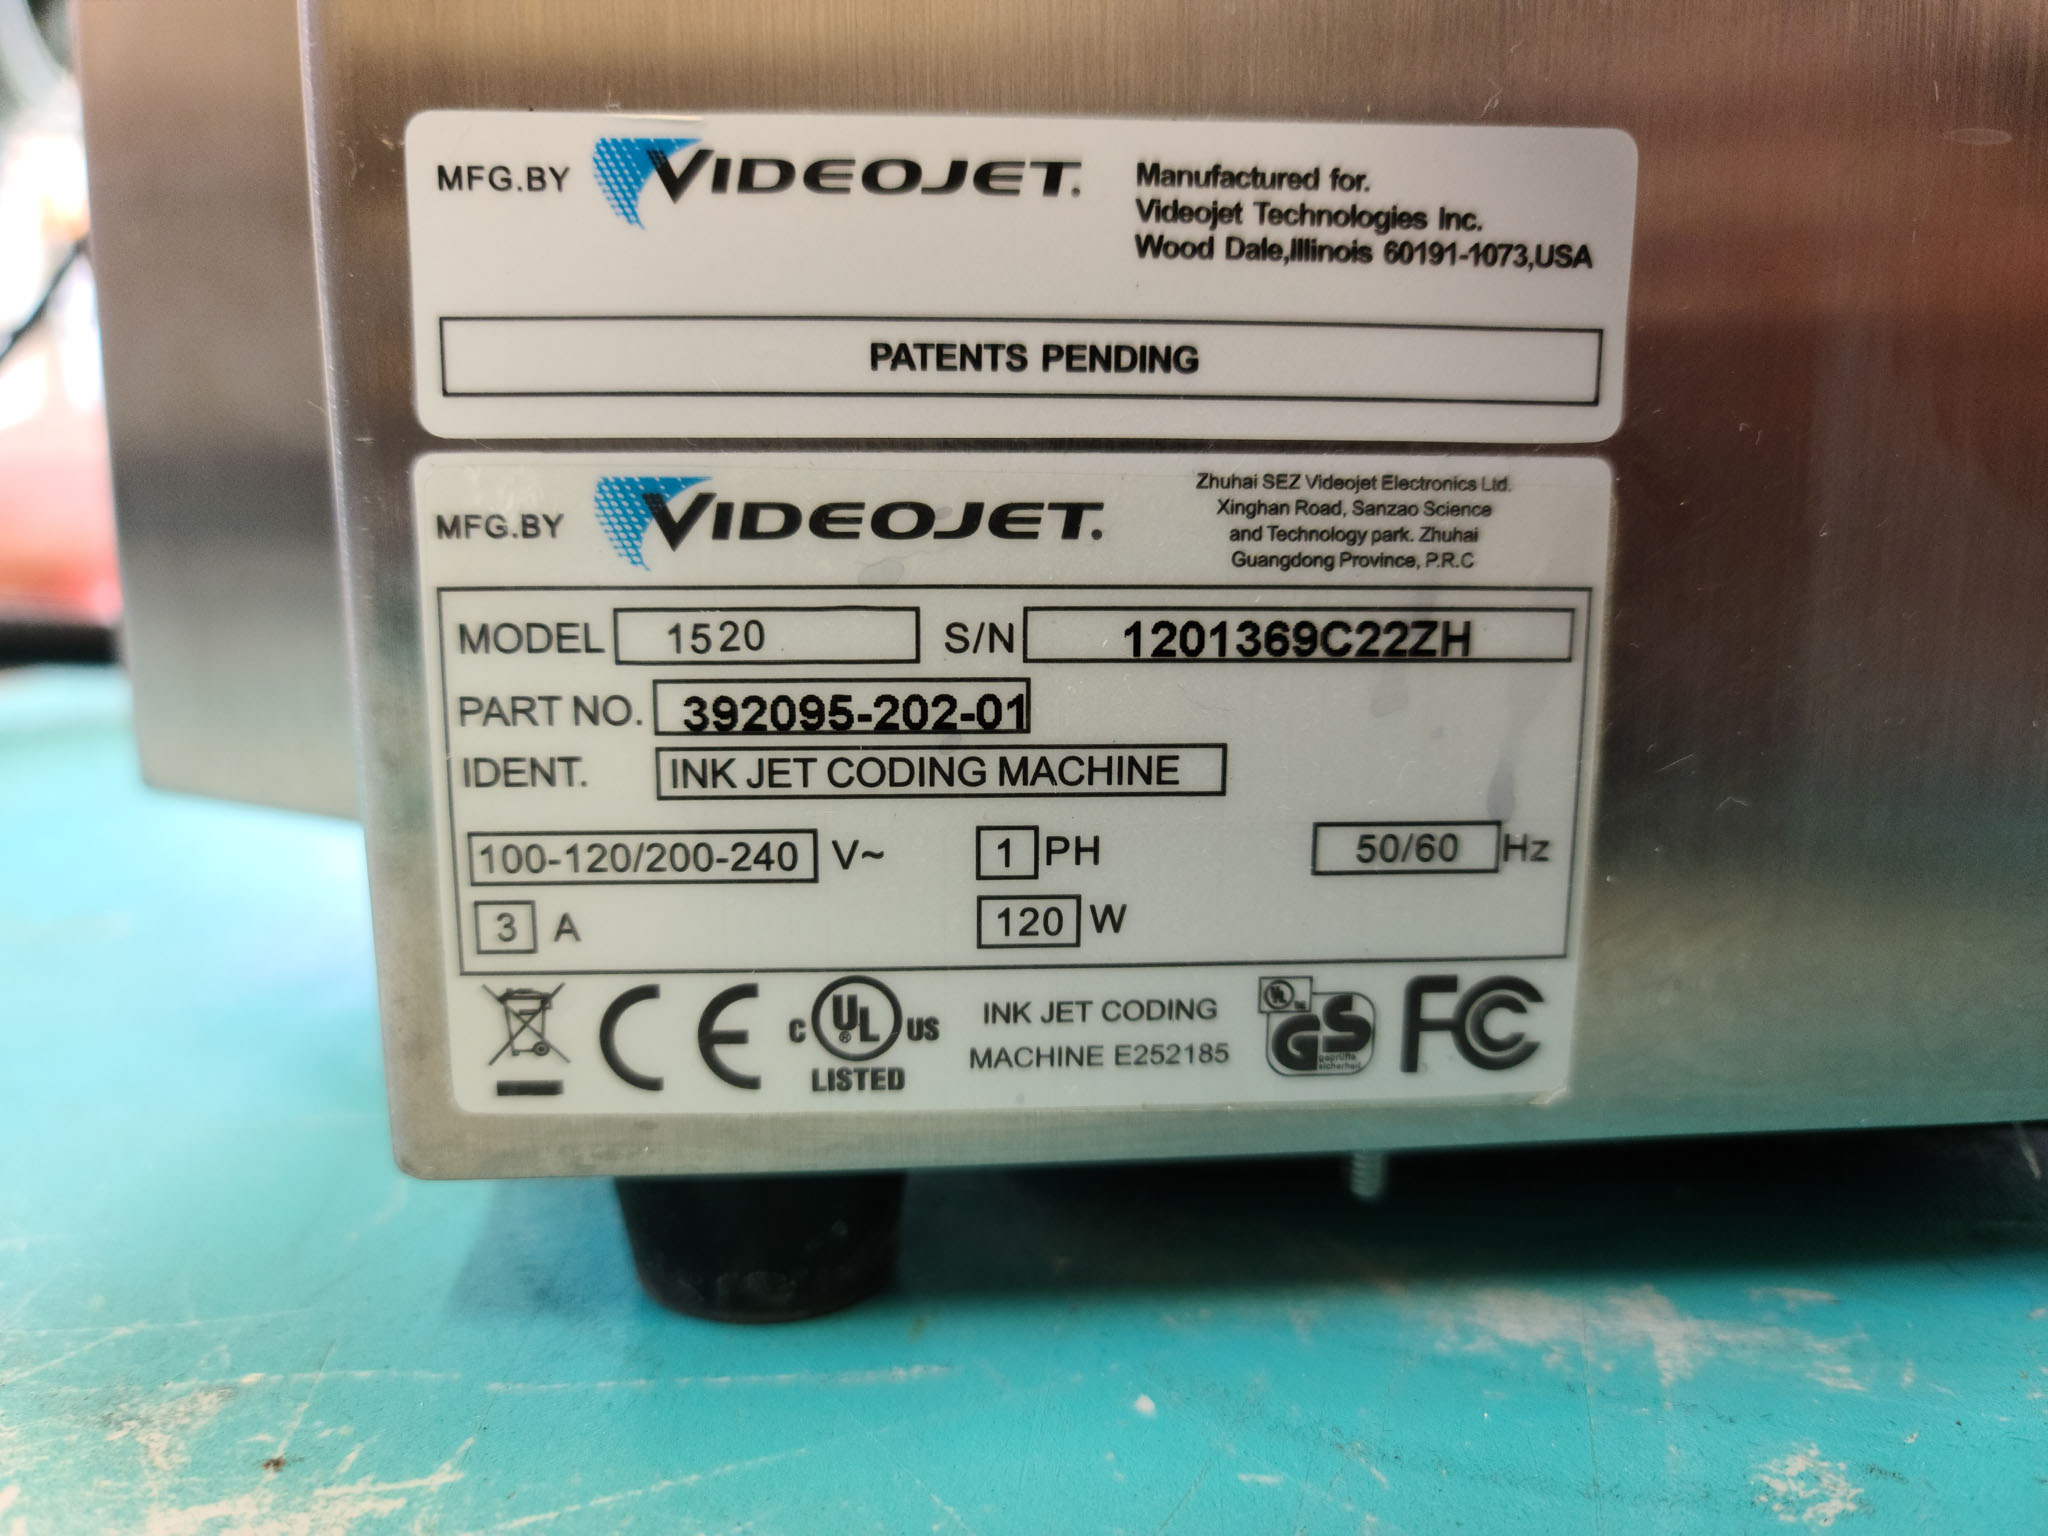 MFG.BY VIDEOJET.
Manufactured for.
Videojet Technologies Inc.
Wood Dale,Illinois 60191-1073,USA
PATENTS PENDING
MFG.BY VIDEOJET.
Zhuhai SEZ Videojet Electronics Ltd.
Xinghan Road, Sanzao Science
and Technology park. Zhuhai
Guangdong Province, P.R.C
MODEL 1520 S/N 1201369C22ZH
PART NO. 392095-202-01
IDENT. INK JET CODING MACHINE
100-120/200-240 V~ 1 PH 50/60 Hz
3 A 120 W
CE
C UL ® US
LISTED
INK JET CODING
MACHINE E252185
UL
GS
geprüfte
sicherheit
FC